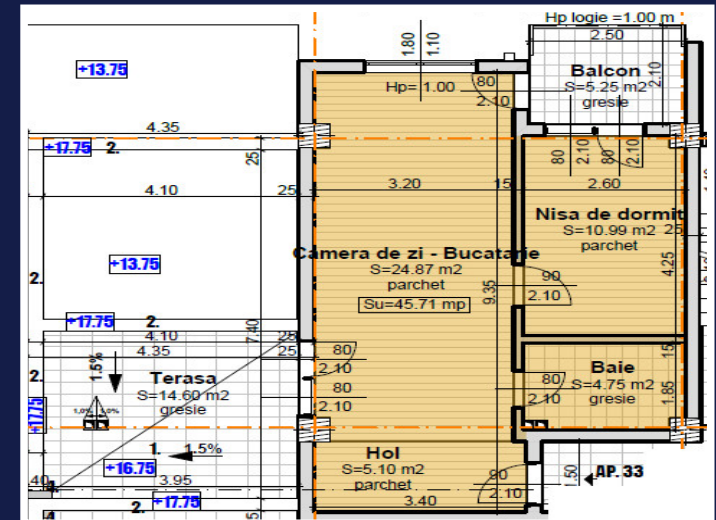 Hp logie =1.00 m
2.50
1.80
1.10
+13.75
80
2.10
Hp= 1.00
Balcon
S=5.25 m2
gresie
2.10
4.35
+17.75
2.
25
80
2.10
80
2.10
4.10
25
3.20
15
2.60
Nisa de dormit
S=10.99 m2
parchet
25
4.25
+13.75
Camera de zi - Bucatarie
S=24.87 m2
parchet
Su=45.71 mp
9.35
90
2.10
2.
+17.75
2.
4.10
25
7.40
4.35
25
80
2.10
15
1.5%
Terasa
S=14.60 m2
gresie
80
2.10
Baie
S=4.75 m2
gresie
80
2.10
1.85
2.
+17.75
1,0%
1,0%
1.
1.5%
+16.75
Hol
S=5.10 m2
parchet
90
2.10
1.50
AP. 33
.40
3.95
3.40
+17.75
2.